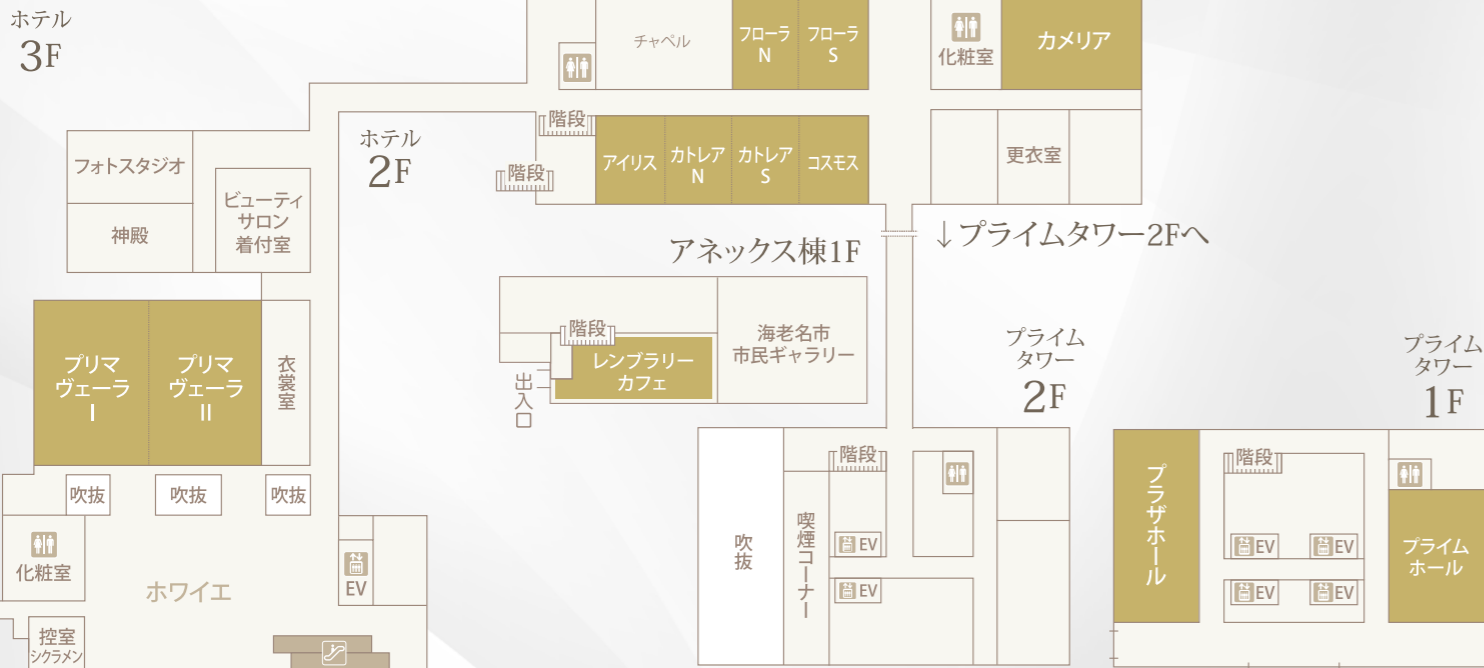 ホテル
3F
フォトスタジオ
神殿
ビューティ
サロン
着付室
プリマ
ヴェーラ
I
プリマ
ヴェーラ
II
衣裳室
吹抜
吹抜
吹抜
化粧室
ホワイエ
EV
控室
シクラメン
ホテル
2F
チャペル
フローラ
N
フローラ
S
化粧室
カメリア
階段
階段
アイリス
カトレア
N
カトレア
S
コスモス
更衣室
↓プライムタワー2Fへ
アネックス棟1F
階段
レンブラリー
カフェ
海老名市
市民ギャラリー
出入口
プライム
タワー
2F
階段
吹抜
喫煙コーナー
EV
EV
プライム
タワー
1F
プラザホール
階段
EV
EV
EV
EV
プライム
ホール